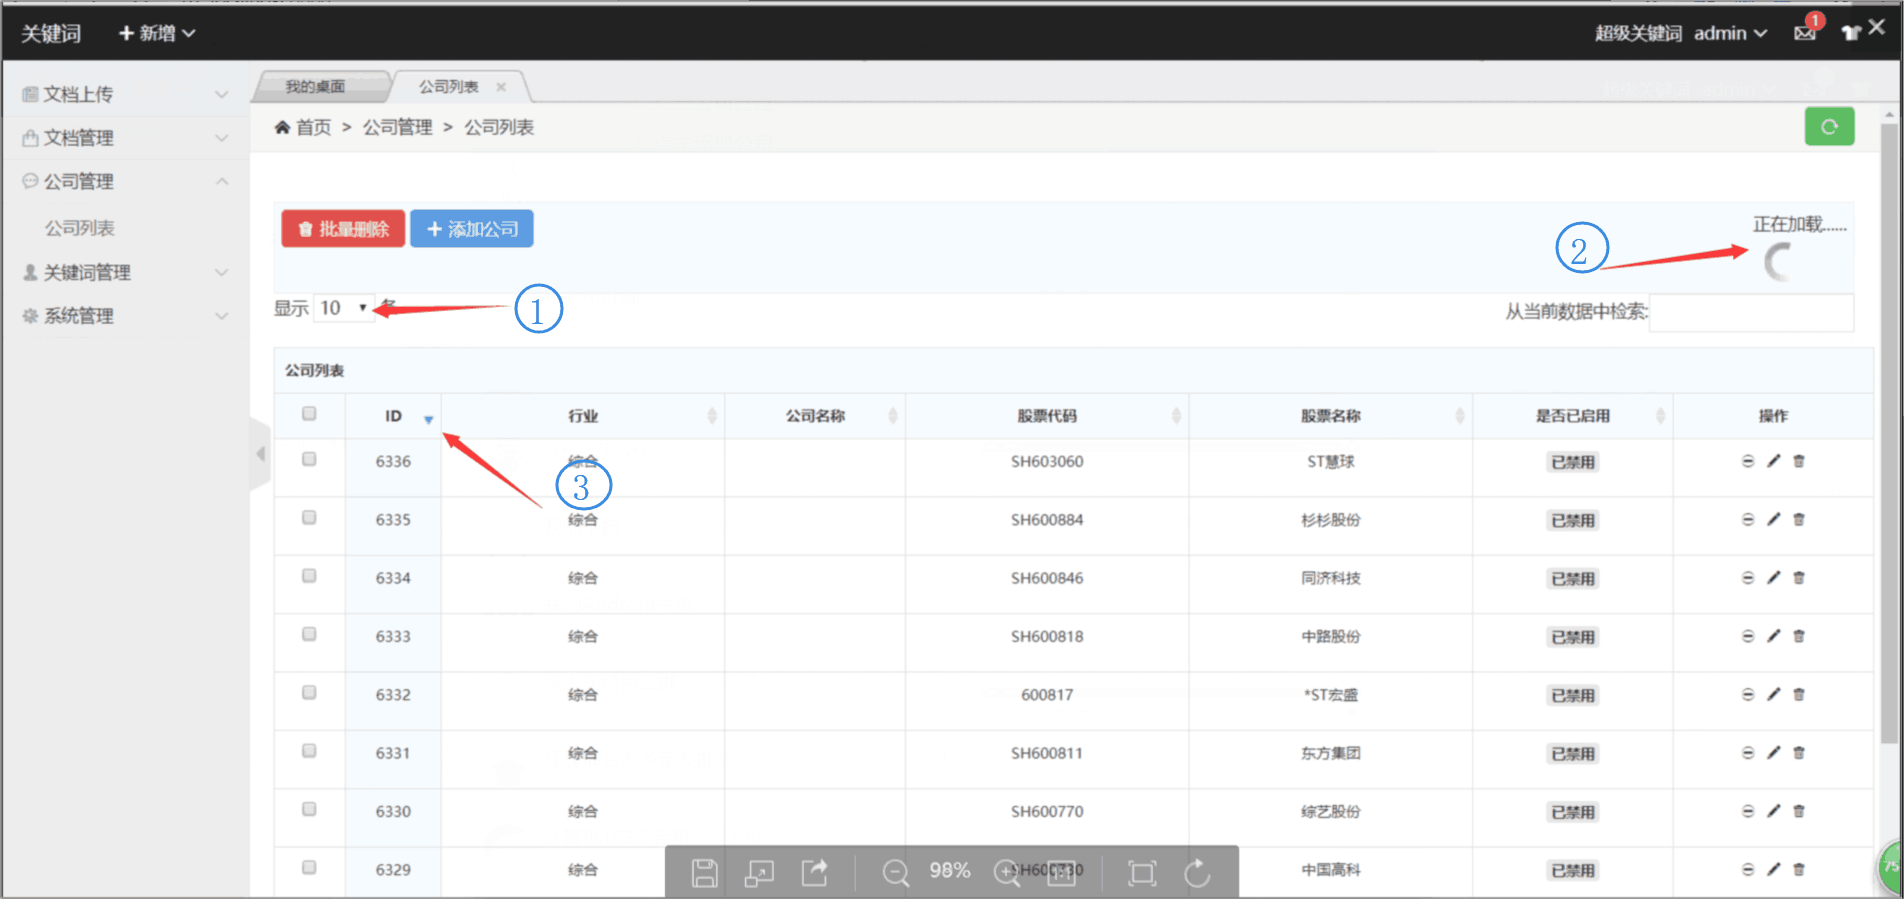 关键词 新增 超级关键词 admin 1
文档上传
文档管理
公司管理
公司列表
关键词管理
系统管理
我的桌面 公司列表
首页 > 公司管理 > 公司列表
批量删除 添加公司 正在加载......
②
显示 10 条 ① 从当前数据中检索:
公司列表
ID 行业 公司名称 股票代码 股票名称 是否已启用 操作
6336 综合 SH603060 ST慧球 已禁用
③
6335 综合 SH600884 杉杉股份 已禁用
6334 综合 SH600846 同济科技 已禁用
6333 综合 SH600818 中路股份 已禁用
6332 综合 600817 *ST宏盛 已禁用
6331 综合 SH600811 东方集团 已禁用
6330 综合 SH600770 综艺股份 已禁用
6329 综合 SH600730 中国高科 已禁用
98% 1:1
75